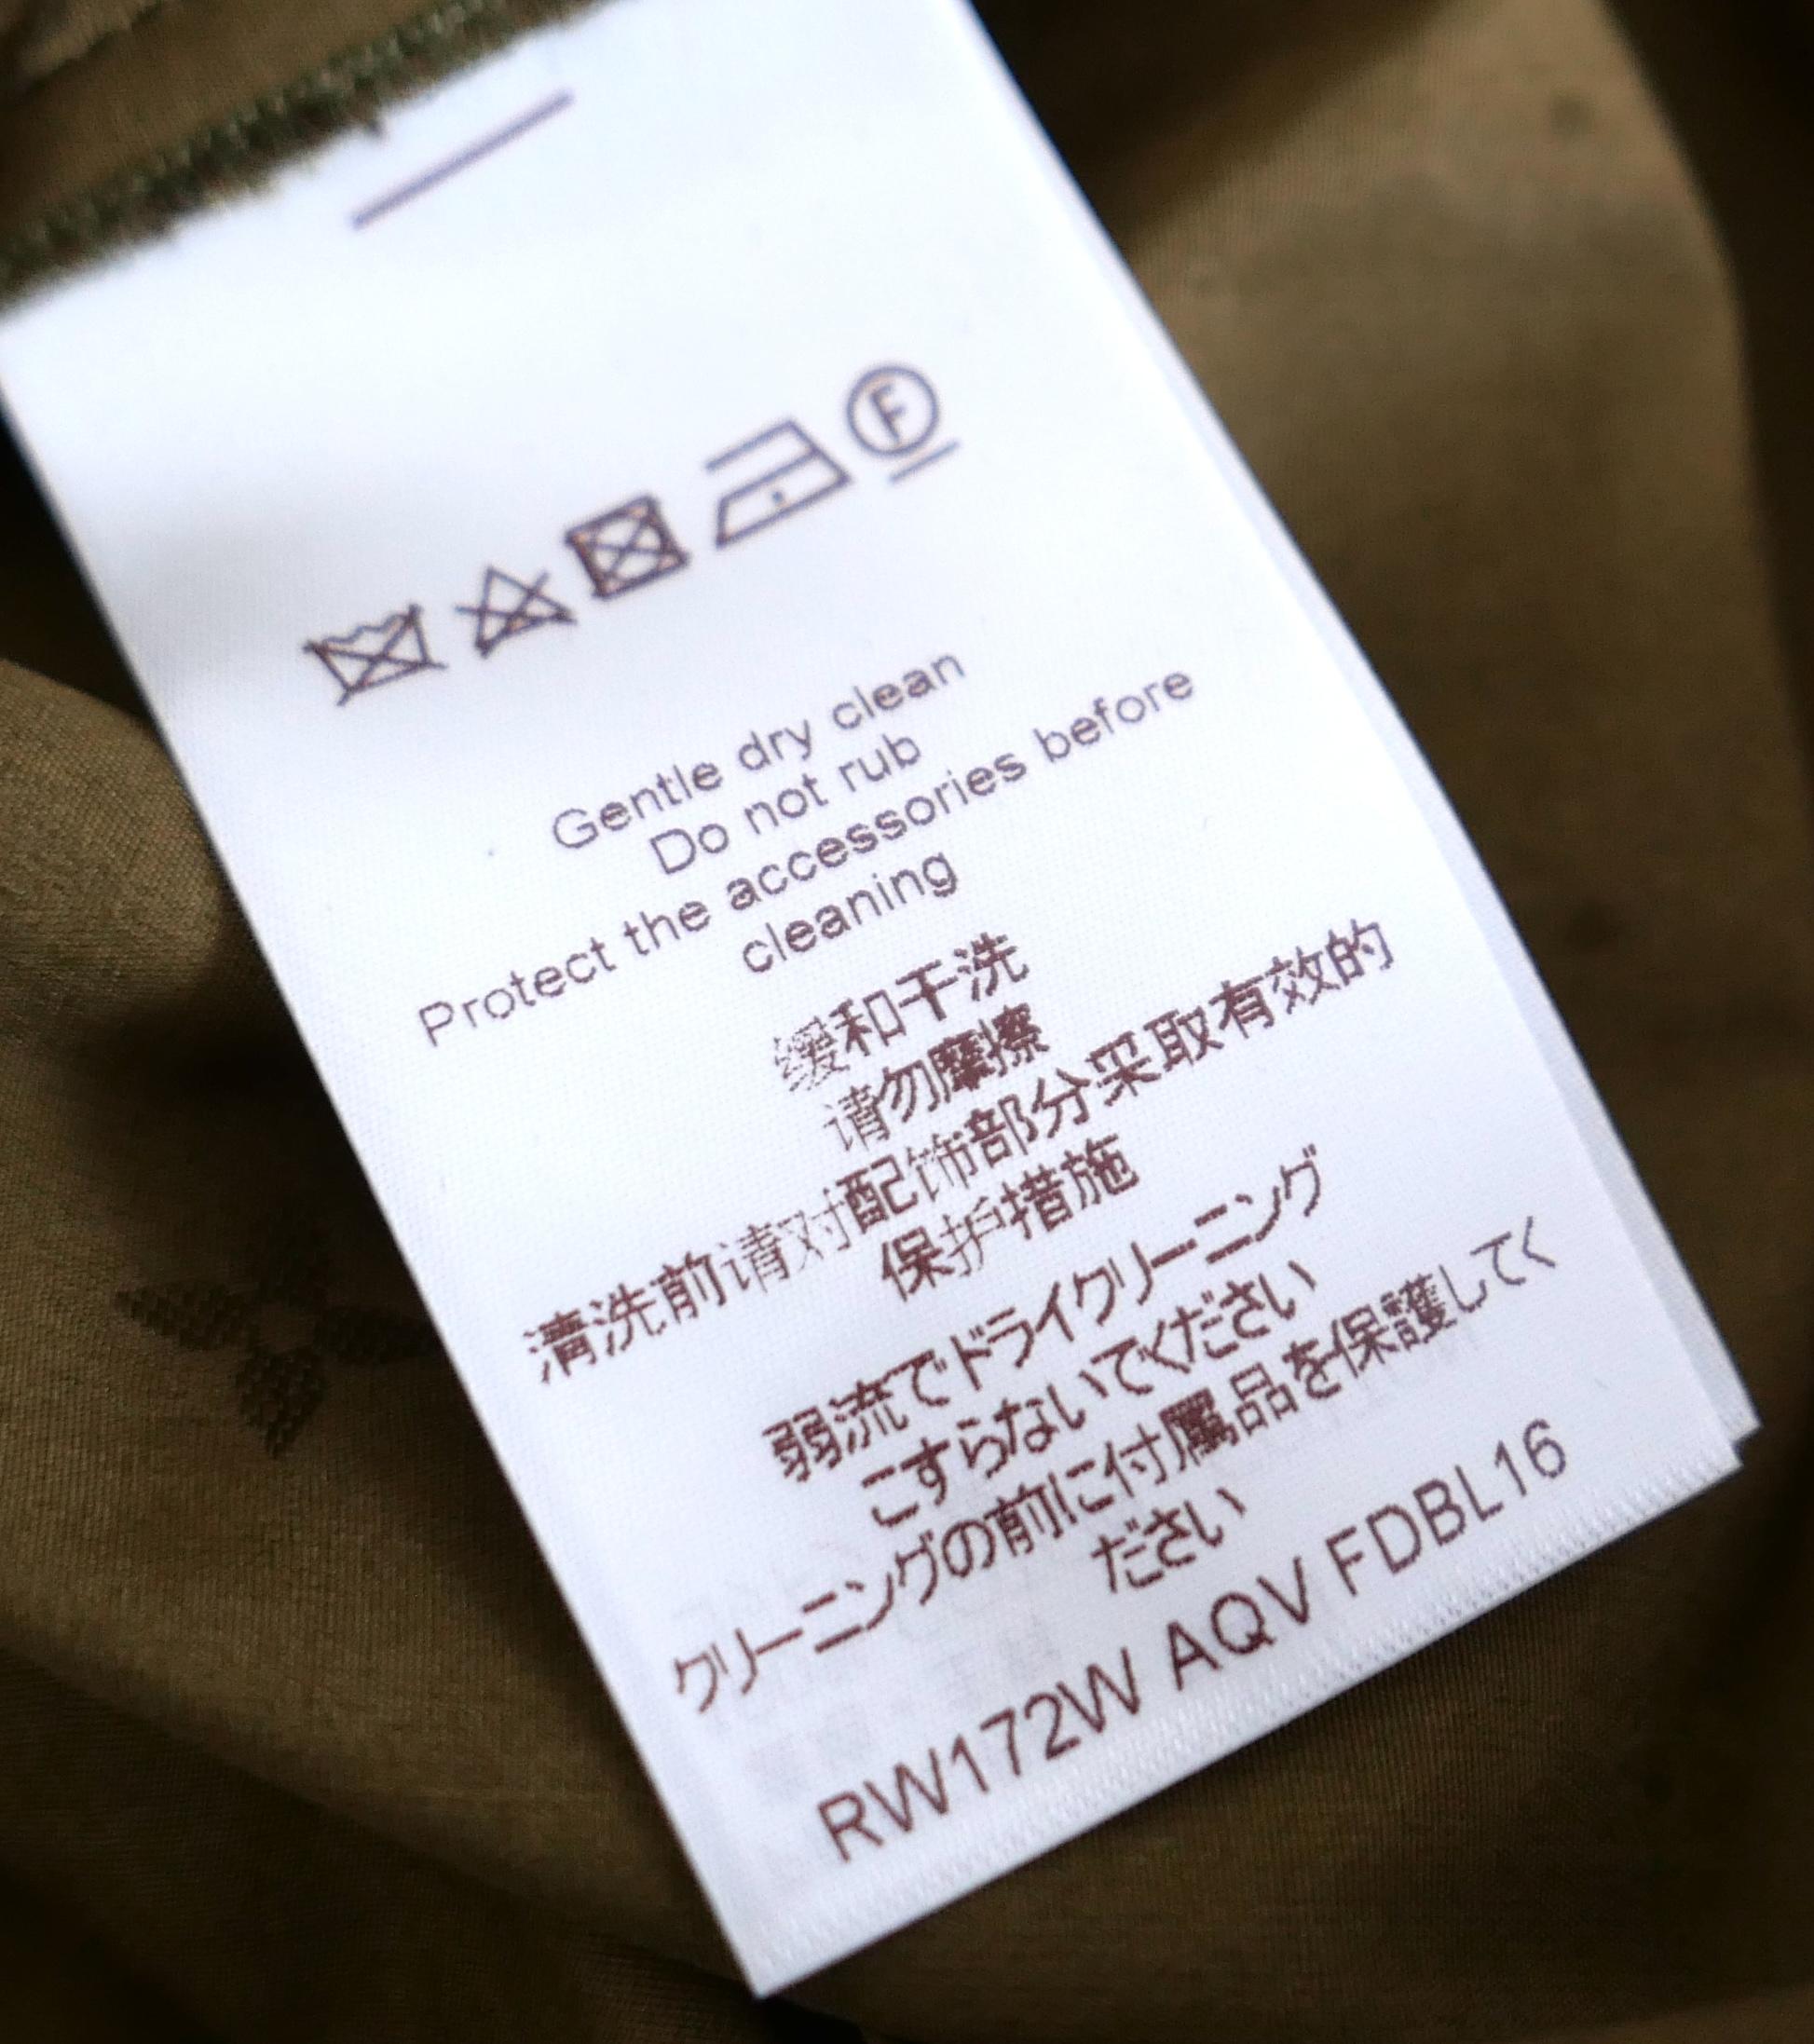 F
Gentle dry clean
Do not rub
Protect the accessories before
cleaning
缓和干洗
请勿摩擦
清洗前请对配饰部分采取有效的
保护措施
弱流でドライクリーニング
こすらないでください
クリーニングの前に付属品を保護してく
ださい
RW172W AQV FDBL16